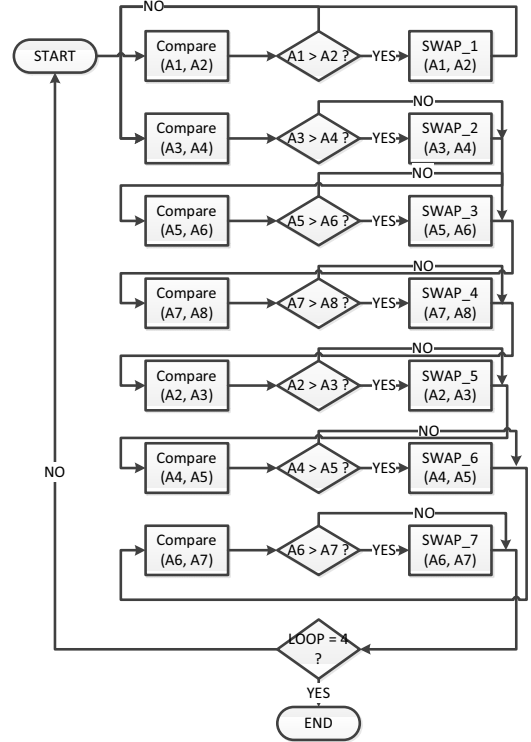 NO
START
Compare
(A1, A2)
A1 > A2 ?
YES
SWAP_1
(A1, A2)
NO
Compare
(A3, A4)
A3 > A4 ?
YES
SWAP_2
(A3, A4)
NO
Compare
(A5, A6)
A5 > A6 ?
YES
SWAP_3
(A5, A6)
NO
Compare
(A7, A8)
A7 > A8 ?
YES
SWAP_4
(A7, A8)
NO
Compare
(A2, A3)
A2 > A3 ?
YES
SWAP_5
(A2, A3)
NO
Compare
(A4, A5)
A4 > A5 ?
YES
SWAP_6
(A4, A5)
NO
NO
Compare
(A6, A7)
A6 > A7 ?
YES
SWAP_7
(A6, A7)
LOOP = 4
?
YES
END